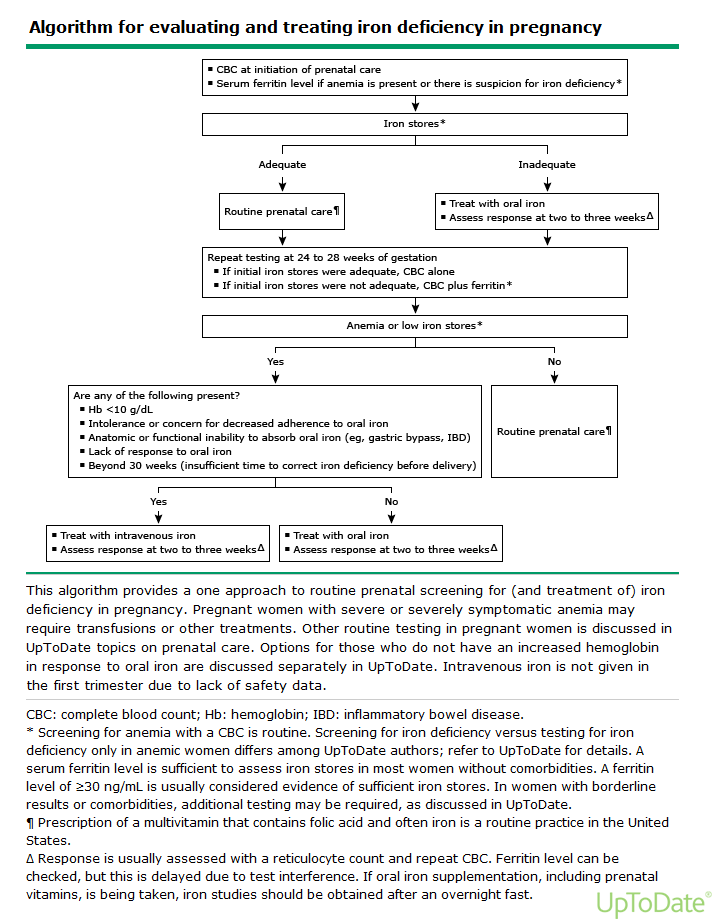 Algorithm for evaluating and treating iron deficiency in pregnancy
▪ CBC at initiation of prenatal care
▪ Serum ferritin level if anemia is present or there is suspicion for iron deficiency*
Iron stores*
Adequate
Inadequate
Routine prenatal care¶
▪ Treat with oral iron
▪ Assess response at two to three weeksΔ
Repeat testing at 24 to 28 weeks of gestation
▪ If initial iron stores were adequate, CBC alone
▪ If initial iron stores were not adequate, CBC plus ferritin*
Anemia or low iron stores*
Yes
No
Are any of the following present?
▪ Hb <10 g/dL
▪ Intolerance or concern for decreased adherence to oral iron
▪ Anatomic or functional inability to absorb oral iron (eg, gastric bypass, IBD)
▪ Lack of response to oral iron
▪ Beyond 30 weeks (insufficient time to correct iron deficiency before delivery)
Routine prenatal care¶
Yes
No
▪ Treat with intravenous iron
▪ Assess response at two to three weeksΔ
▪ Treat with oral iron
▪ Assess response at two to three weeksΔ
This algorithm provides a one approach to routine prenatal screening for (and treatment of) iron
deficiency in pregnancy. Pregnant women with severe or severely symptomatic anemia may
require transfusions or other treatments. Other routine testing in pregnant women is discussed in
UpToDate topics on prenatal care. Options for those who do not have an increased hemoglobin
in response to oral iron are discussed separately in UpToDate. Intravenous iron is not given in
the first trimester due to lack of safety data.
CBC: complete blood count; Hb: hemoglobin; IBD: inflammatory bowel disease.
* Screening for anemia with a CBC is routine. Screening for iron deficiency versus testing for iron
deficiency only in anemic women differs among UpToDate authors; refer to UpToDate for details. A
serum ferritin level is sufficient to assess iron stores in most women without comorbidities. A ferritin
level of ≥30 ng/mL is usually considered evidence of sufficient iron stores. In women with borderline
results or comorbidities, additional testing may be required, as discussed in UpToDate.
¶ Prescription of a multivitamin that contains folic acid and often iron is a routine practice in the United
States.
Δ Response is usually assessed with a reticulocyte count and repeat CBC. Ferritin level can be
checked, but this is delayed due to test interference. If oral iron supplementation, including prenatal
vitamins, is being taken, iron studies should be obtained after an overnight fast.
UpToDate®